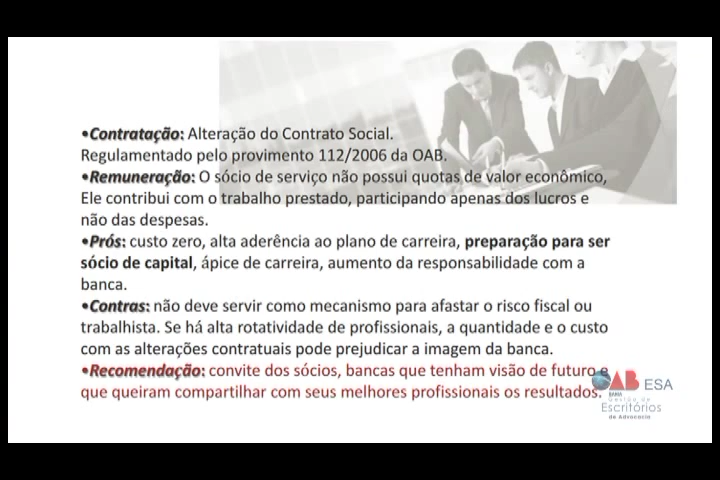 •Contratação: Alteração do Contrato Social.
Regulamentado pelo provimento 112/2006 da OAB.
•Remuneração: O sócio de serviço não possui quotas de valor econômico,
Ele contribui com o trabalho prestado, participando apenas dos lucros e
não das despesas.
•Prós: custo zero, alta aderência ao plano de carreira, preparação para ser
sócio de capital, ápice de carreira, aumento da responsabilidade com a
banca.
•Contras: não deve servir como mecanismo para afastar o risco fiscal ou
trabalhista. Se há alta rotatividade de profissionais, a quantidade e o custo
com as alterações contratuais pode prejudicar a imagem da banca.
•Recomendação: convite dos sócios, bancas que tenham visão de futuro e
que queiram compartilhar com seus melhores profissionais os resultados.
OAB ESA
BAHIA
Gestão de
Escritórios
de Advocacia